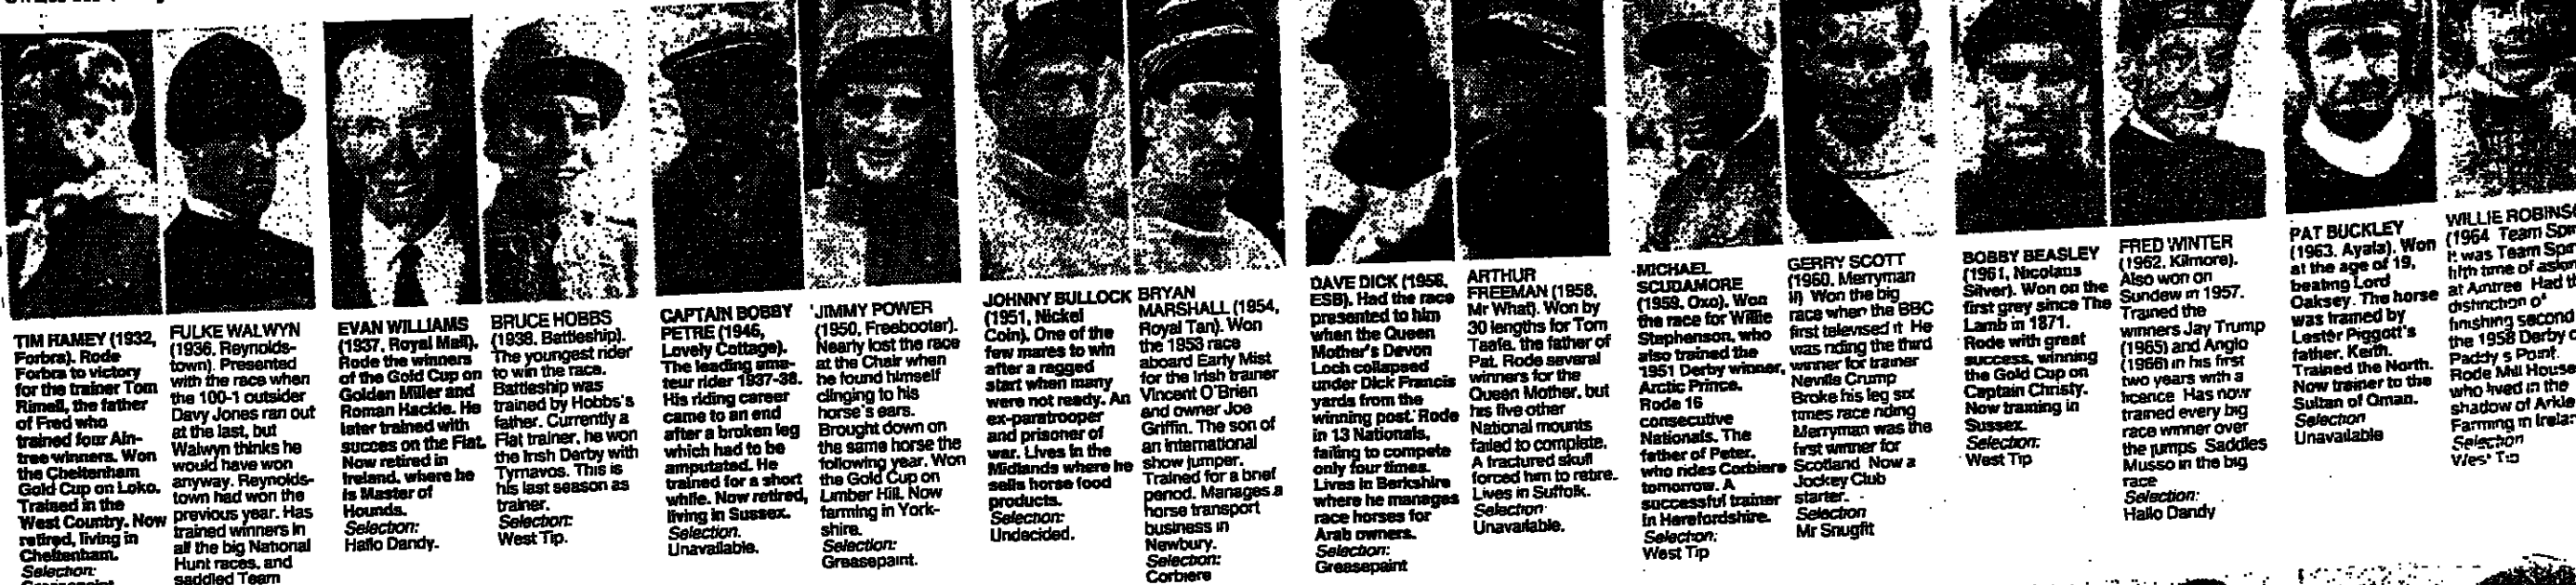 TIM HAMEY (1932,
Forbra). Rode
Forbra to victory
for the trainer Tom
Rimell, the father
of Fred who
trained four Ain-
tree winners. Won
the Cheltenham
Gold Cup on Loko.
Trained in the
West Country. Now
retired, living in
Cheltenham.
Selection:
FULKE WALWYN
(1936. Reynolds-
town). Presented
with the race when
the 100-1 outsider
Davy Jones ran out
at the last, but
Walwyn thinks he
would have won
anyway. Reynolds-
town had won the
previous year. Has
trained winners in
all the big National
Hunt races, and
saddled Team
EVAN WILLIAMS
(1937, Royal Mail).
Rode the winners
of the Gold Cup on
Golden Miller and
Roman Hackle. He
later trained with
succes on the Flat.
Now retired in
Ireland, where he
is Master of
Hounds.
Selection:
Hallo Dandy.
BRUCE HOBBS
(1938. Battleship).
The youngest rider
to win the race.
Battleship was
trained by Hobbs's
father. Currently a
Flat trainer, he won
the Irish Derby with
Tyrnavos. This is
his last season as
trainer.
Selection:
West Tip.
CAPTAIN BOBBY
PETRE (1946,
Lovely Cottage).
The leading ama-
teur rider 1937-38.
His riding career
came to an end
after a broken leg
which had to be
amputated. He
trained for a short
while. Now retired,
living in Sussex.
Selection.
Unavailable.
JIMMY POWER
(1950, Freebooter).
Nearly lost the race
at the Chair when
he found himself
clinging to his
horse's ears.
Brought down on
the same horse the
following year. Won
the Gold Cup on
Limber Hill. Now
farming in York-
shire.
Selection:
Greasepaint.
JOHNNY BULLOCK
(1951, Nickel
Coin). One of the
few mares to win
after a ragged
start when many
were not ready. An
ex-paratrooper
and prisoner of
war. Lives in the
Midlands where he
sells horse food
products.
Selection:
Undecided.
BRYAN
MARSHALL (1954,
Royal Tan). Won
the 1953 race
aboard Early Mist
for the Irish trainer
Vincent O'Brien
and owner Joe
Griffin. The son of
an international
show jumper.
Trained for a brief
period. Manages a
horse transport
business in
Newbury.
Selection:
Corbiere
DAVE DICK (1956.
ESB). Had the race
presented to him
when the Queen
Mother's Devon
Loch collapsed
under Dick Francis
yards from the
winning post. Rode
in 13 Nationals,
failing to compete
only four times.
Lives in Berkshire
where he manages
race horses for
Arab owners.
Selection:
Greasepaint
ARTHUR
FREEMAN (1958,
Mr What). Won by
30 lengths for Tom
Taafe, the father of
Pat. Rode several
winners for the
Queen Mother, but
his five other
National mounts
failed to complete.
A fractured skull
forced him to retire.
Lives in Suffolk.
Selection
Unavailable.
MICHAEL
SCUDAMORE
(1959. Oxo). Won
the race for Willie
Stephenson, who
also trained the
1951 Derby winner,
Arctic Prince.
Rode 16
consecutive
Nationals. The
father of Peter.
who rides Corbiere
tomorrow. A
successful trainer
in Herefordshire.
Selection:
West Tip
GERRY SCOTT
(1960. Merryman
II) Won the big
race when the BBC
first televised it He
was riding the third
winner for trainer
Neville Crump
Broke his leg six
times race riding
Merryman was the
first winner for
Scotland Now a
Jockey Club
starter.
Selection
Mr Snugfit
BOBBY BEASLEY
(1961, Nicolaus
Silver). Won on the
first grey since The
Lamb in 1871.
Rode with great
success, winning
the Gold Cup on
Captain Christy.
Now training in
Sussex.
Selection:
West Tip
FRED WINTER
(1962. Kilmore).
Also won on
Sundew in 1957.
Trained the
winners Jay Trump
(1965) and Anglo
(1966) in his first
two years with a
licence Has now
trained every big
race winner over
the jumps Saddles
Musso in the big
race
Selection:
Hallo Dandy
PAT BUCKLEY
(1963. Ayala). Won
at the age of 19,
beating Lord
Oaksey. The horse
was trained by
Lester Piggott's
father, Keith.
Trained the North.
Now trainer to the
Sultan of Oman.
Selection
Unavailable
WILLIE
(1964 Team
It was Team
fifth time of
at Aintree Had
distinction of
finishing second
the 1958 Derby
Paddy's Point.
Rode Mill House
who lived in the
shadow of Arkle
Farming in
Selection
West Tip